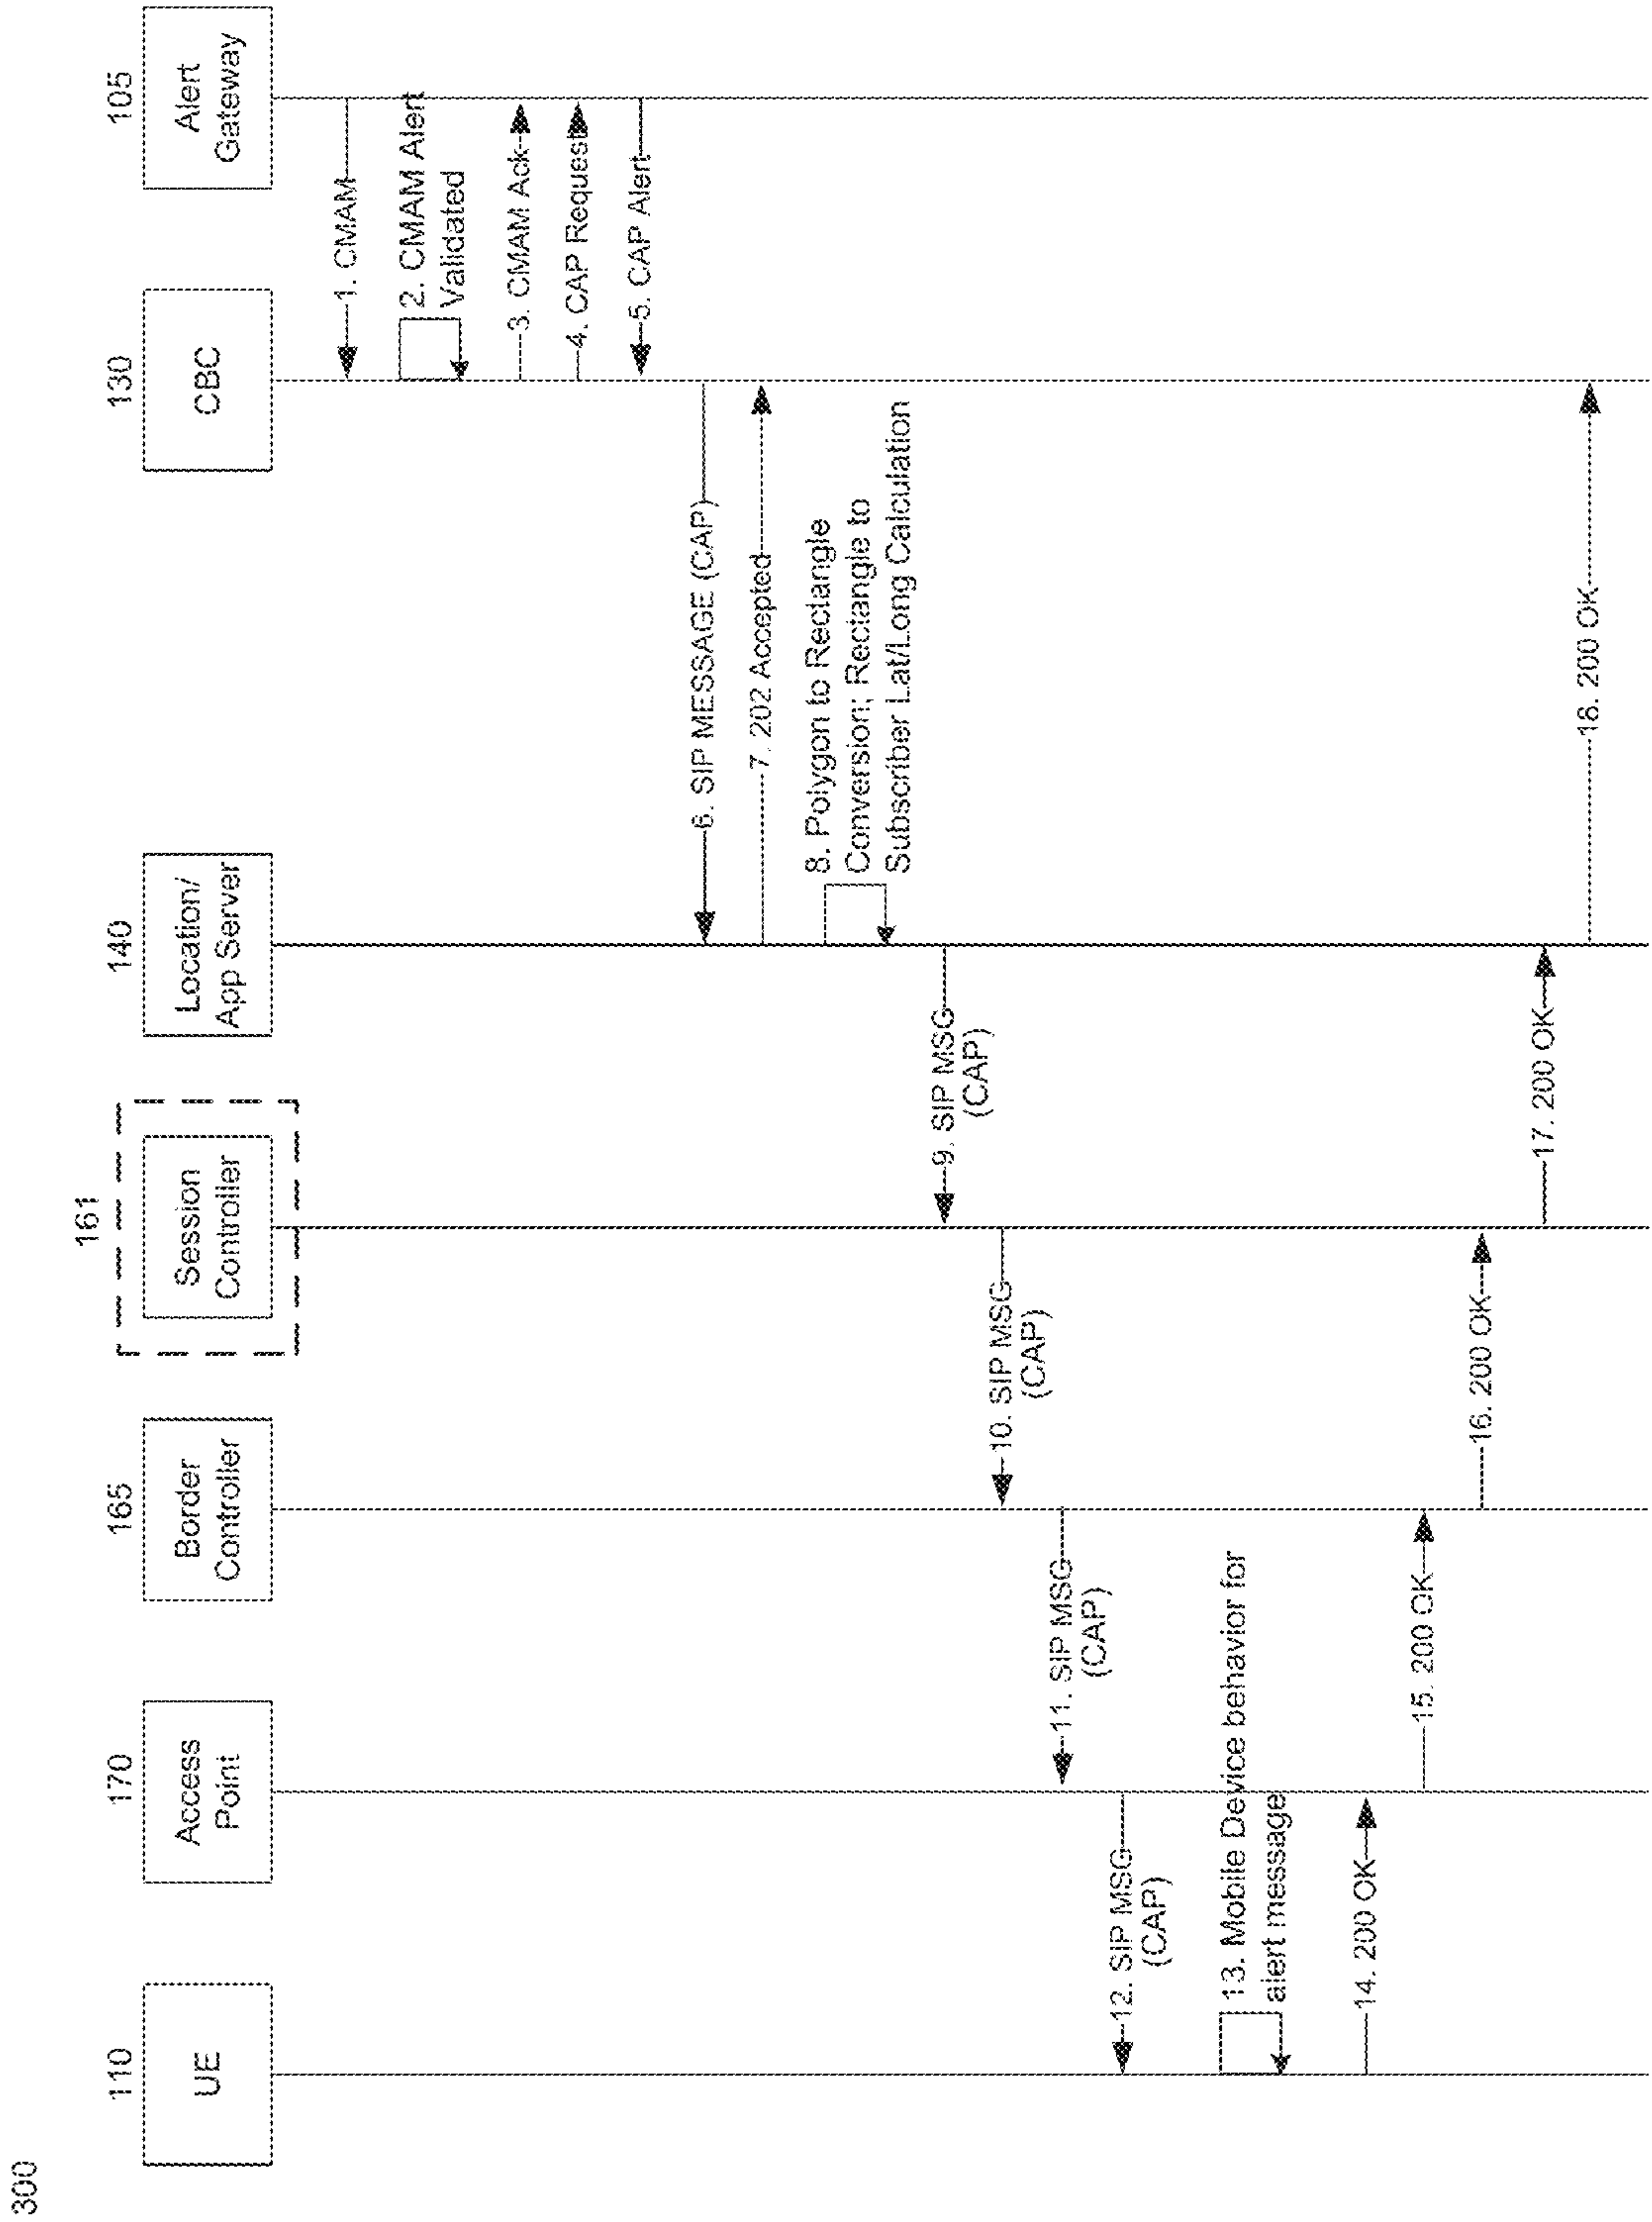 300
110
UE
170
Access
Point
165
Border
Controller
161
Session
Controller
140
Location/
App Server
130
CBC
105
Alert
Gateway
1. CMAM
2. CMAM Alert
Validated
3. CMAM Ack
4. CAP Request
5. CAP Alert
6. SIP MESSAGE (CAP)
7. 202 Accepted
8. Polygon to Rectangle
Conversion; Rectangle to
Subscriber Lat/Long Calculation
9. SIP MSG
(CAP)
10. SIP MSG
(CAP)
11. SIP MSG
(CAP)
12. SIP MSG
(CAP)
13. Mobile Device behavior for
alert message
14. 200 OK
15. 200 OK
16. 200 OK
17. 200 OK
18. 200 OK